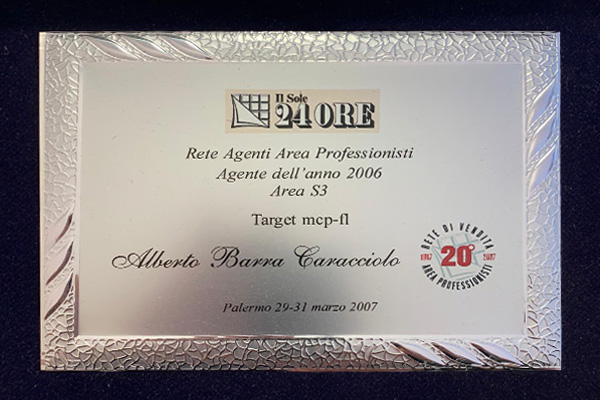 Il Sole
24 ORE
Rete Agenti Area Professionisti
Agente dell'anno 2006
Area S3
Target mcp-fl
Alberto Barra Caracciolo
RETE DI VENDITA
1987 20° 2007
AREA PROFESSIONISTI
Palermo 29-31 marzo 2007